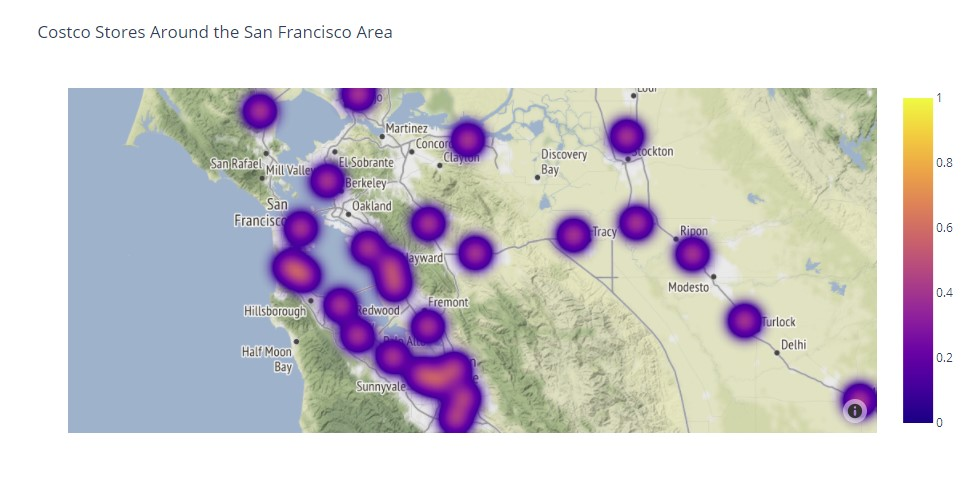 Costco Stores Around the San Francisco Area
Martinez
Concord
Clayton
San Rafael
Mill Valley
El Sobrante
Berkeley
Discovery
Bay
Stockton
San
Francisco
Oakland
Tracy
Ripon
Hayward
Modesto
Hillsborough
Redwood
Fremont
Turlock
Delhi
Half Moon
Bay
Palo Alto
Sunnyvale
1
0.8
0.6
0.4
0.2
0